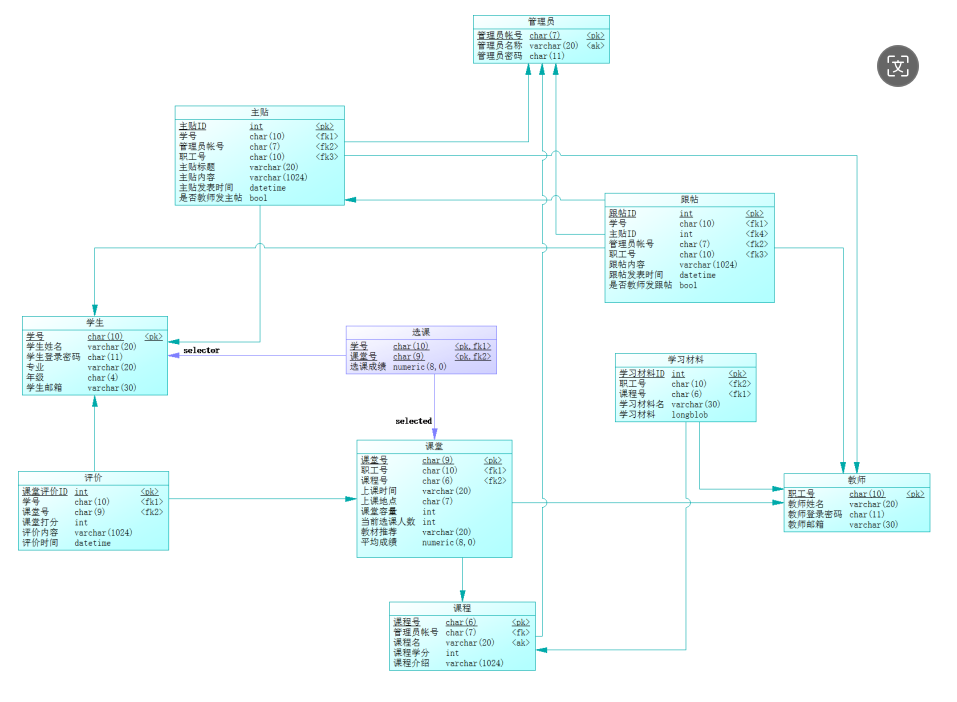 管理员
管理员帐号 char(7) <pk>
管理员名称 varchar(20) <ak>
管理员密码 char(11)
主贴
主贴ID int <pk>
学号 char(10) <fk1>
管理员帐号 char(7) <fk2>
职工号 char(10) <fk3>
主贴标题 varchar(20)
主贴内容 varchar(1024)
主贴发表时间 datetime
是否教师发主帖 bool
跟帖
跟帖ID int <pk>
学号 char(10) <fk1>
主贴ID int <fk4>
管理员帐号 char(7) <fk2>
职工号 char(10) <fk3>
跟帖内容 varchar(1024)
跟帖发表时间 datetime
是否教师发跟帖 bool
学生
学号 char(10) <pk>
学生姓名 varchar(20)
学生登录密码 char(11)
专业 varchar(20)
年级 char(4)
学生邮箱 varchar(30)
selector
选课
学号 char(10) <pk,fk1>
课堂号 char(9) <pk,fk2>
选课成绩 numeric(8,0)
selected
学习材料
学习材料ID int <pk>
职工号 char(10) <fk2>
课程号 char(6) <fk1>
学习材料名 varchar(30)
学习材料 longblob
评价
课堂评价ID int <pk>
学号 char(10) <fk1>
课堂号 char(9) <fk2>
课堂打分 int
评价内容 varchar(1024)
评价时间 datetime
课堂
课堂号 char(9) <pk>
职工号 char(10) <fk1>
课程号 char(6) <fk2>
上课时间 varchar(20)
上课地点 char(7)
课堂容量 int
当前选课人数 int
教材推荐 varchar(20)
平均成绩 numeric(8,0)
教师
职工号 char(10) <pk>
教师姓名 varchar(20)
教师登录密码 char(11)
教师邮箱 varchar(30)
课程
课程号 char(6) <pk>
管理员帐号 char(7) <fk>
课程名 varchar(20) <ak>
课程学分 int
课程介绍 varchar(1024)